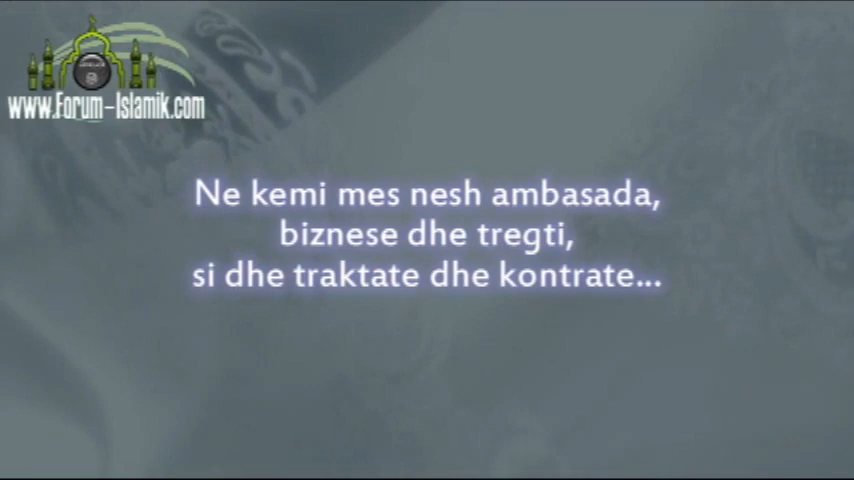 www.Forum-Islamik.com
Ne kemi mes nesh ambasada,
biznese dhe tregti,
si dhe traktate dhe kontrate...